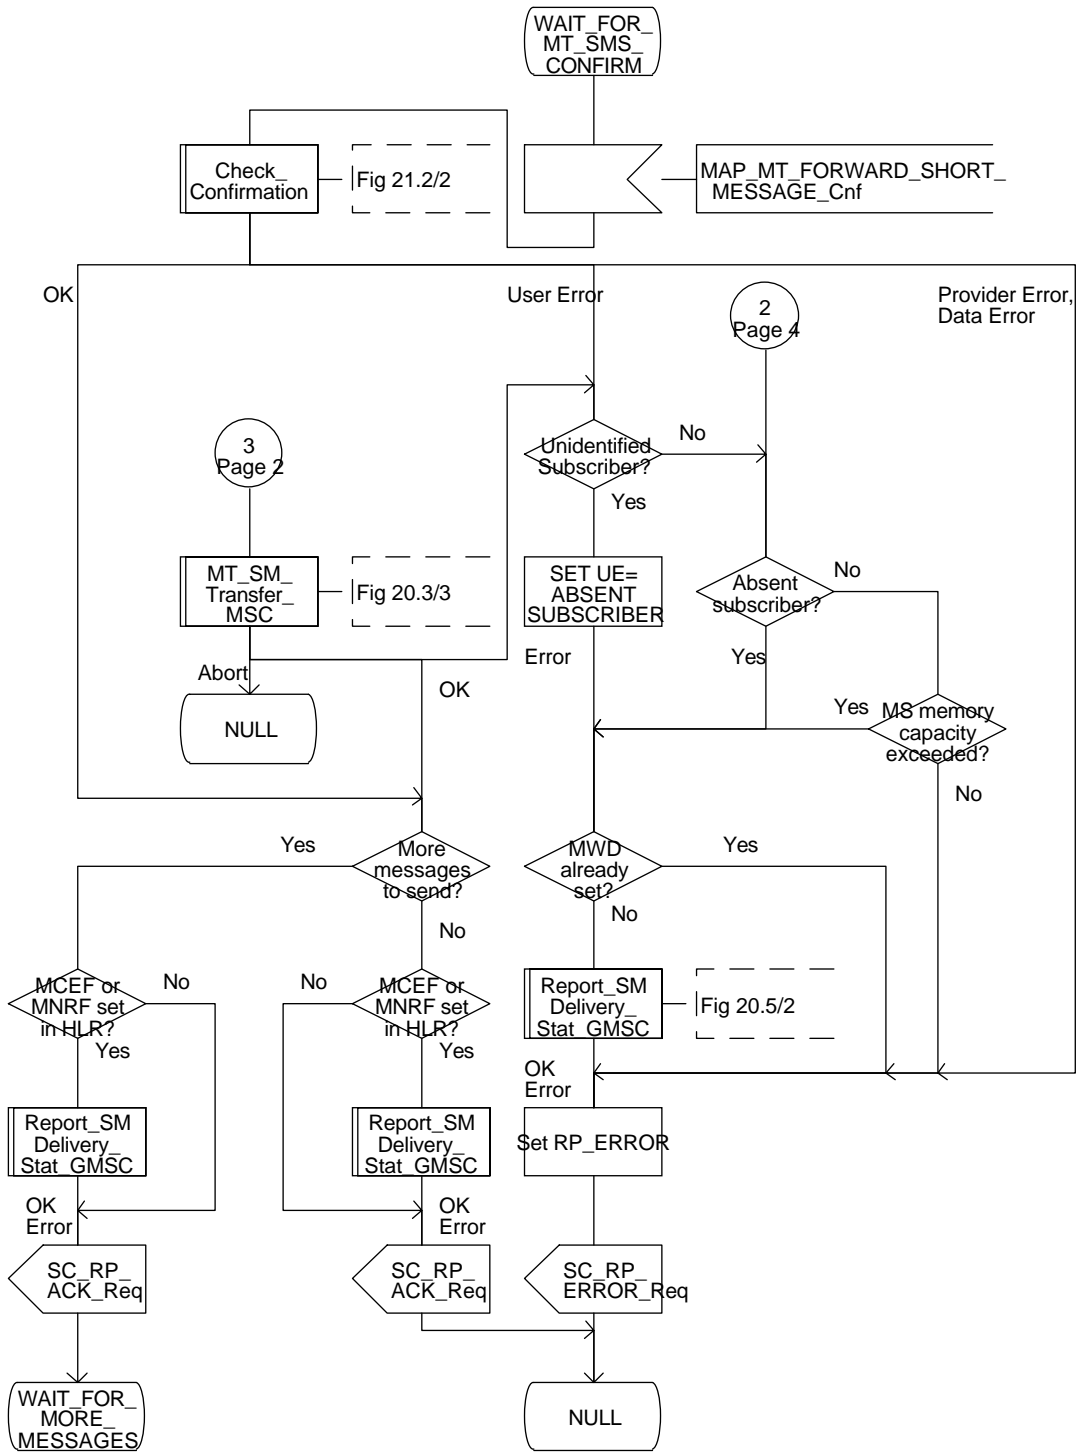 WAIT_FOR_
MT_SMS_
CONFIRM
Check_
Confirmation
Fig 21.2/2
MAP_MT_FORWARD_SHORT_
MESSAGE_Cnf
OK
User Error
2
Page 4
Provider Error,
Data Error
3
Page 2
Unidentified
Subscriber?
No
Yes
MT_SM_
Transfer_
MSC
Fig 20.3/3
SET UE=
ABSENT
SUBSCRIBER
Absent
subscriber?
No
Abort
OK
Error
Yes
NULL
Yes
MS memory
capacity
exceeded?
No
Yes
More
messages
to send?
MWD
already
set?
Yes
No
No
MCEF or
MNRF set
in HLR?
No
Yes
No
MCEF or
MNRF set
in HLR?
Yes
Report_SM
Delivery_
Stat_GMSC
Fig 20.5/2
OK
Error
Report_SM
Delivery_
Stat_GMSC
Report_SM
Delivery_
Stat_GMSC
Set RP_ERROR
OK
Error
OK
Error
SC_RP_
ACK_Req
SC_RP_
ACK_Req
SC_RP_
ERROR_Req
WAIT_FOR_
MORE_
MESSAGES
NULL